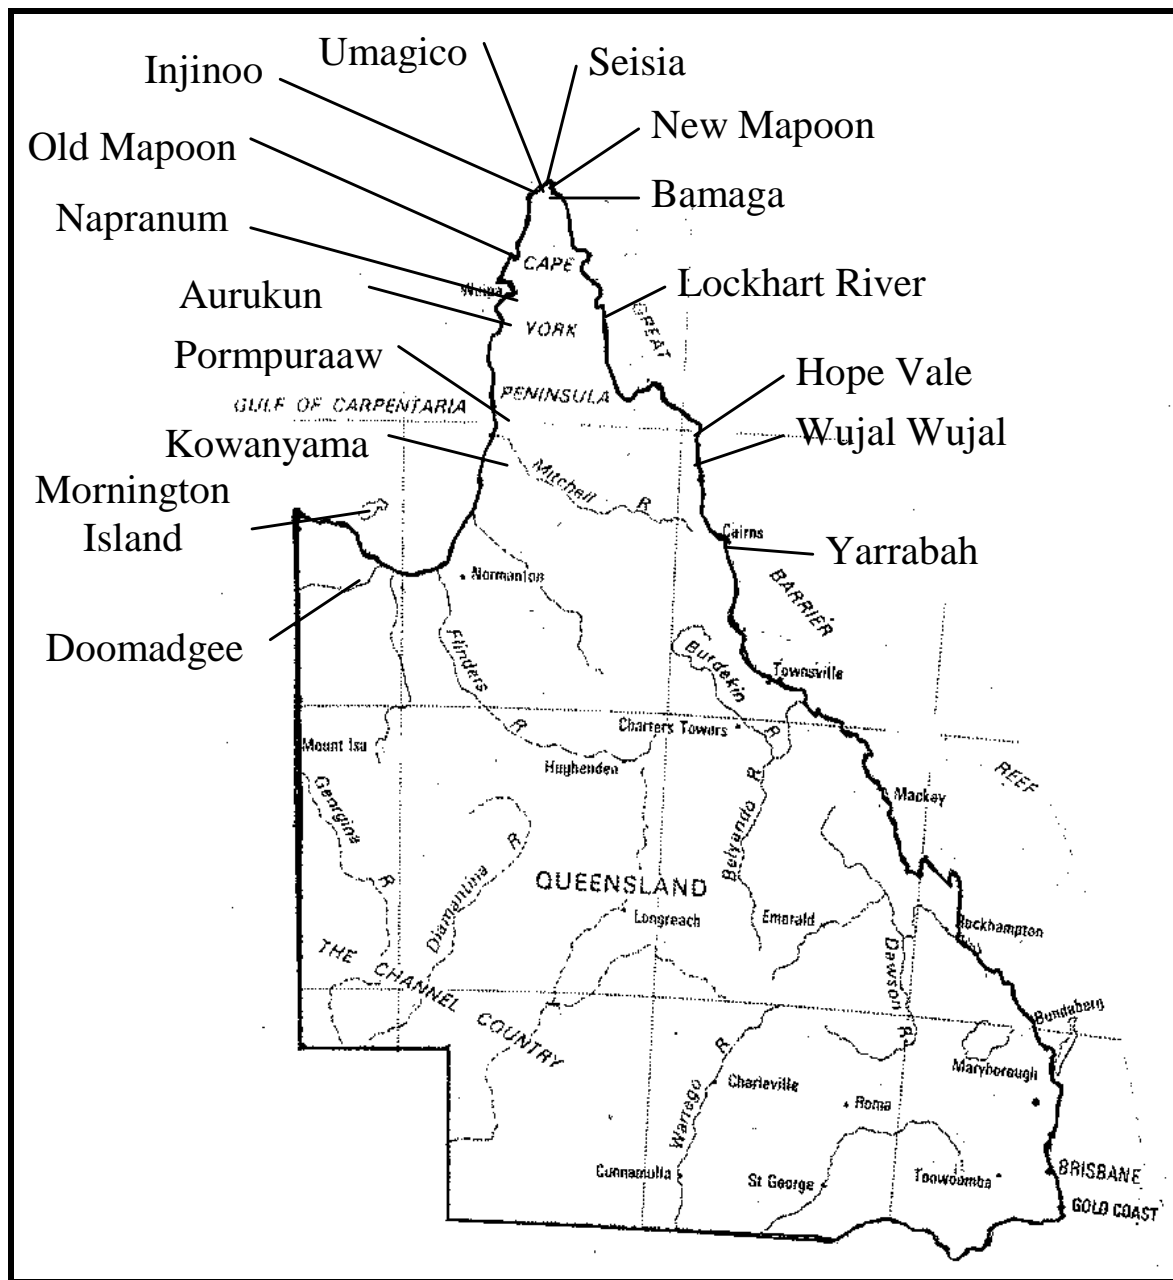 Umagico
Seisia
Injinoo
New Mapoon
Old Mapoon
Bamaga
Napranum
CAPE
Lockhart River
Aurukun
GREAT
YORK
Pormpuraaw
Hope Vale
PENINSULA
GULF OF CARPENTARIA
Wujal Wujal
Kowanyama
Mitchell R
Mornington
Island
Cairns
Yarrabah
Normanton
BARRIER
Doomadgee
Flinders R
Burdekin R
Townsville
Charters Towers
Mount Isa
Hughenden
REEF
Georgina R
Mackay
Belyando R
Diamantina R
QUEENSLAND
Longreach
Emerald
Rockhampton
THE CHANNEL COUNTRY
Dawson R
Bundaberg
Maryborough
Warrego R
Charleville
Roma
Cunnamulla
St George
Toowoomba
BRISBANE
GOLD COAST